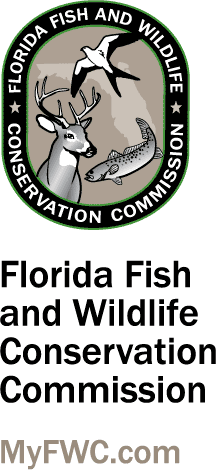 FLORIDA FISH AND WILDLIFE
CONSERVATION COMMISSION
Florida Fish
and Wildlife
Conservation
Commission
MyFWC.com